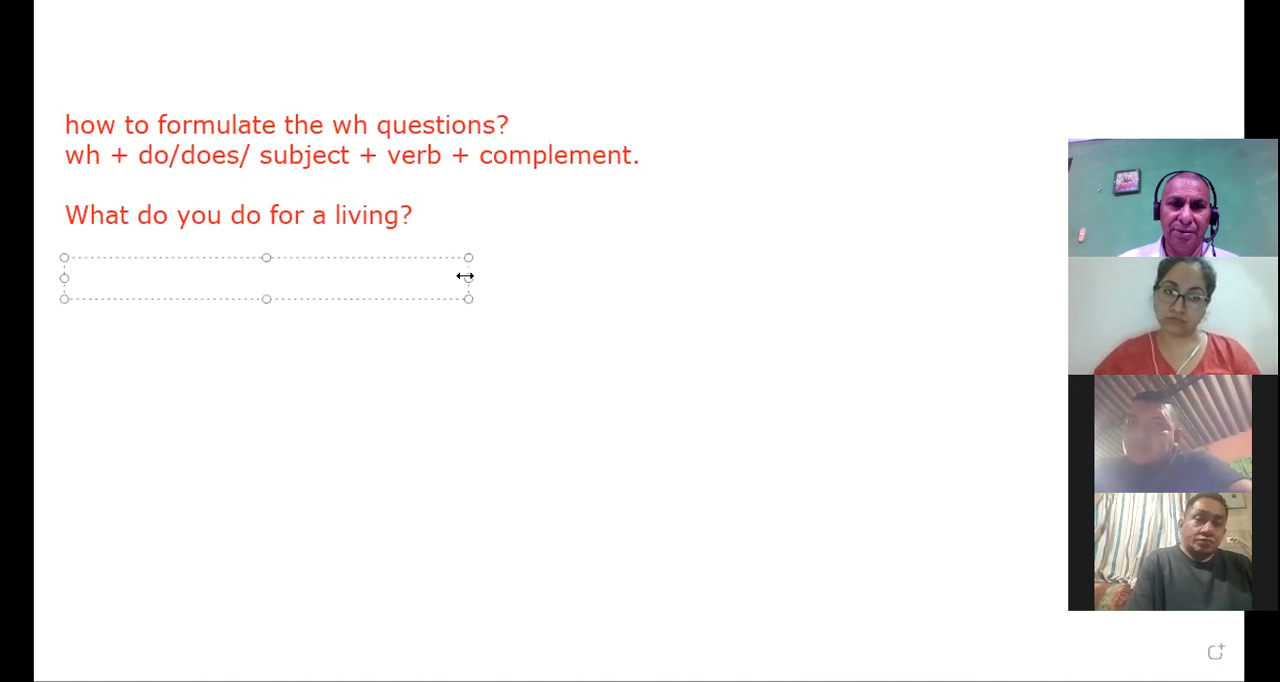 how to formulate the wh questions?
wh + do/does/ subject + verb + complement.
What do you do for a living?